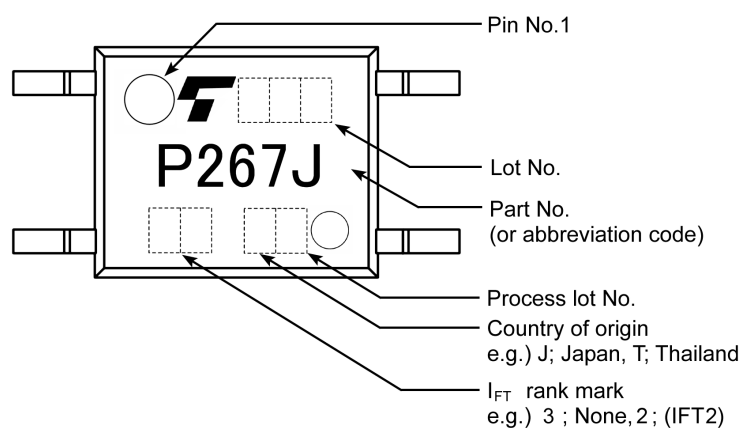 Pin No.1
P267J
Lot No.
Part No.
(or abbreviation code)
Process lot No.
Country of origin
e.g.) J; Japan, T; Thailand
I_FT rank mark
e.g.) 3 ; None, 2 ; (IFT2)